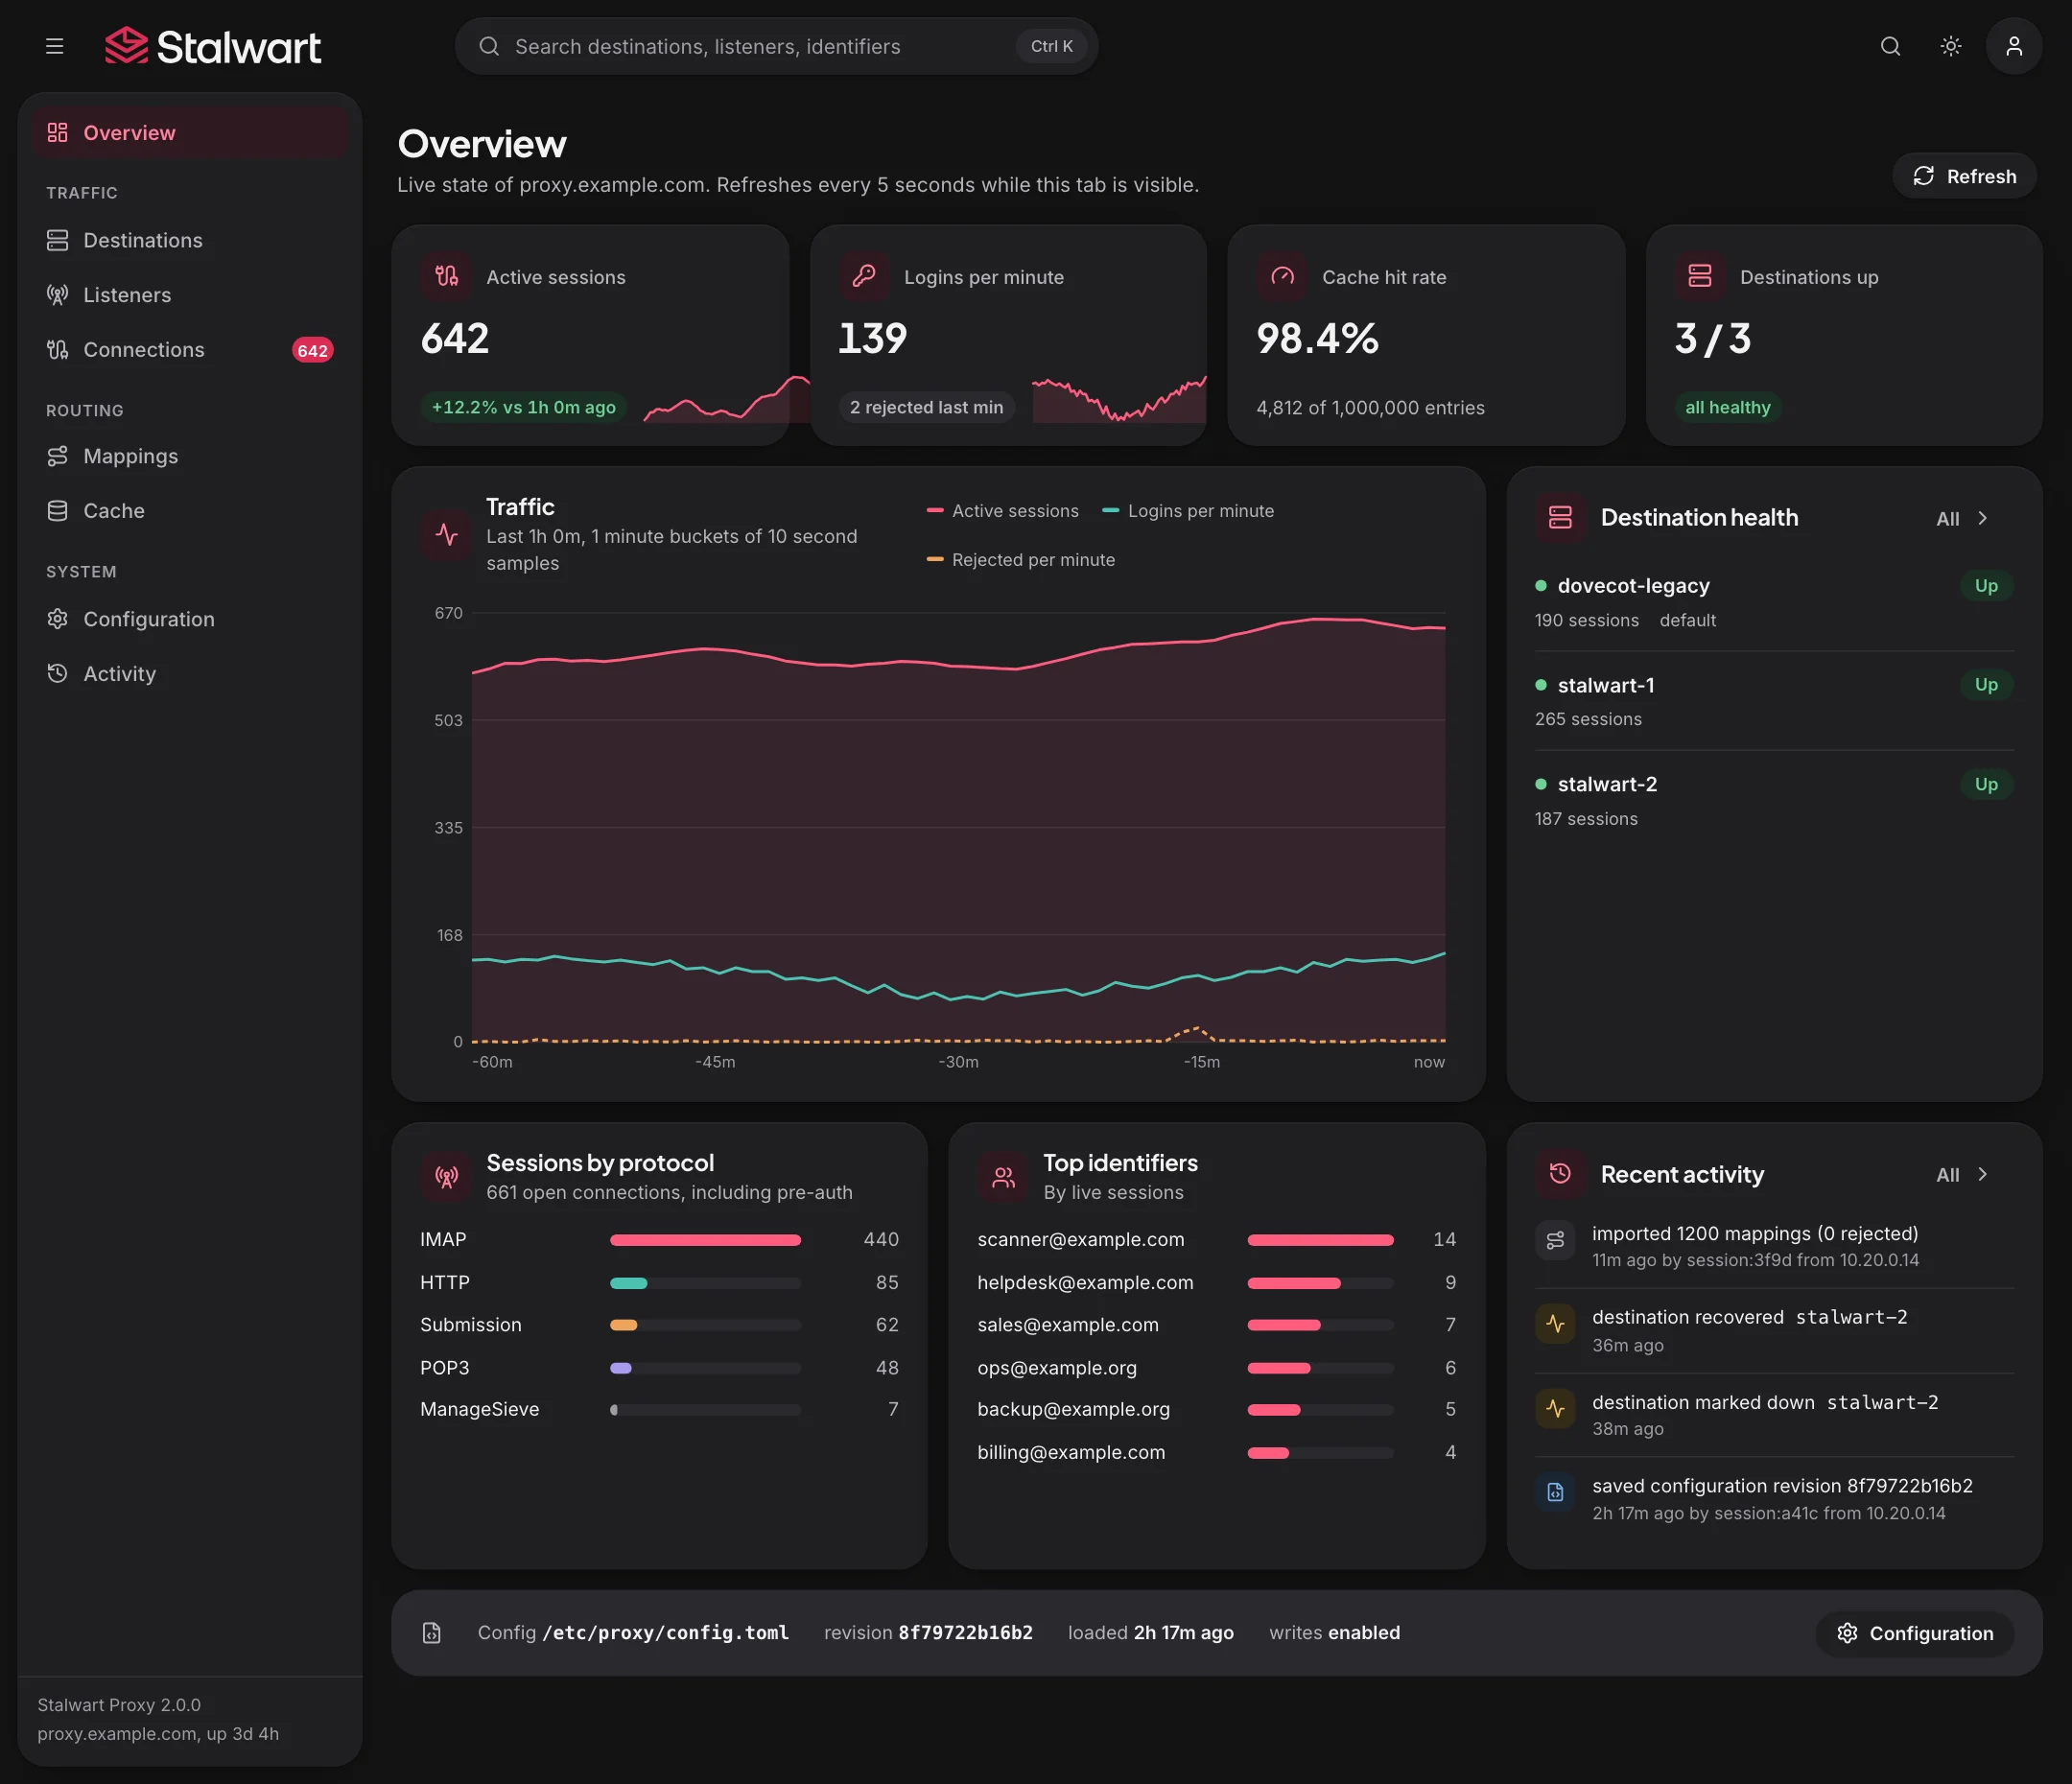 Stalwart
Search destinations, listeners, identifiers
Ctrl K
Overview
TRAFFIC
Destinations
Listeners
Connections
642
ROUTING
Mappings
Cache
SYSTEM
Configuration
Activity
Stalwart Proxy 2.0.0
proxy.example.com, up 3d 4h
Overview
Live state of proxy.example.com. Refreshes every 5 seconds while this tab is visible.
Refresh
Active sessions
642
+12.2% vs 1h 0m ago
Logins per minute
139
2 rejected last min
Cache hit rate
98.4%
4,812 of 1,000,000 entries
Destinations up
3 / 3
all healthy
Traffic
Last 1h 0m, 1 minute buckets of 10 second
samples
Active sessions
Logins per minute
Rejected per minute
670
503
335
168
0
-60m
-45m
-30m
-15m
now
Destination health
All
dovecot-legacy
Up
190 sessions default
stalwart-1
Up
265 sessions
stalwart-2
Up
187 sessions
Sessions by protocol
661 open connections, including pre-auth
IMAP 440
HTTP 85
Submission 62
POP3 48
ManageSieve 7
Top identifiers
By live sessions
scanner@example.com 14
helpdesk@example.com 9
sales@example.com 7
ops@example.org 6
backup@example.org 5
billing@example.com 4
Recent activity
All
imported 1200 mappings (0 rejected)
11m ago by session:3f9d from 10.20.0.14
destination recovered stalwart-2
36m ago
destination marked down stalwart-2
38m ago
saved configuration revision 8f79722b16b2
2h 17m ago by session:a41c from 10.20.0.14
Config /etc/proxy/config.toml revision 8f79722b16b2 loaded 2h 17m ago writes enabled
Configuration